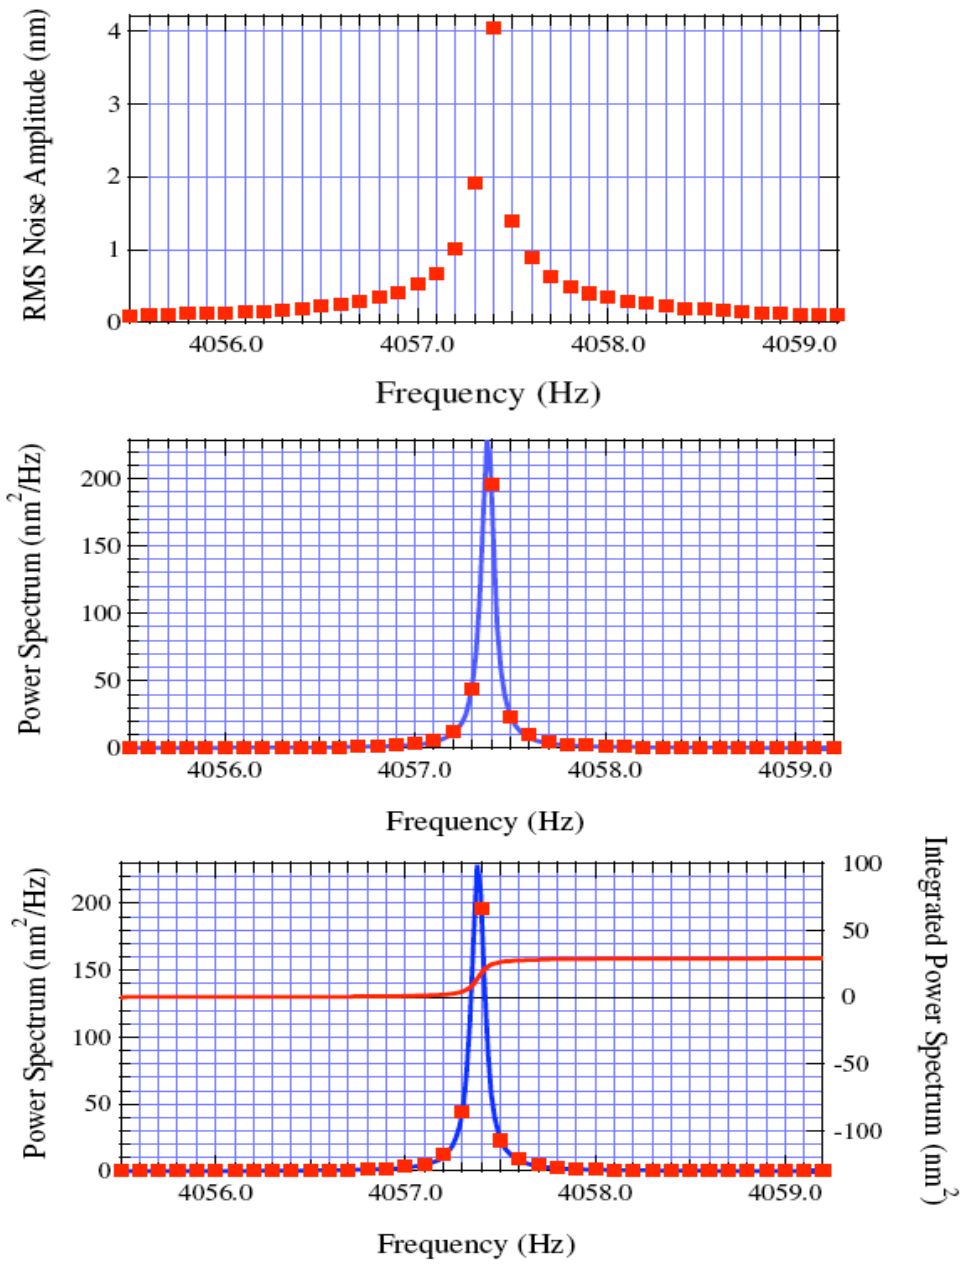 RMS Noise Amplitude (nm)
4
3
2
1
0
4056.0 4057.0 4058.0 4059.0
Frequency (Hz)
Power Spectrum (nm²/Hz)
200
150
100
50
0
4056.0 4057.0 4058.0 4059.0
Frequency (Hz)
Power Spectrum (nm²/Hz)
200
150
100
50
0
4056.0 4057.0 4058.0 4059.0
Frequency (Hz)
100
50
0
-50
-100
Integrated Power Spectrum (nm²)